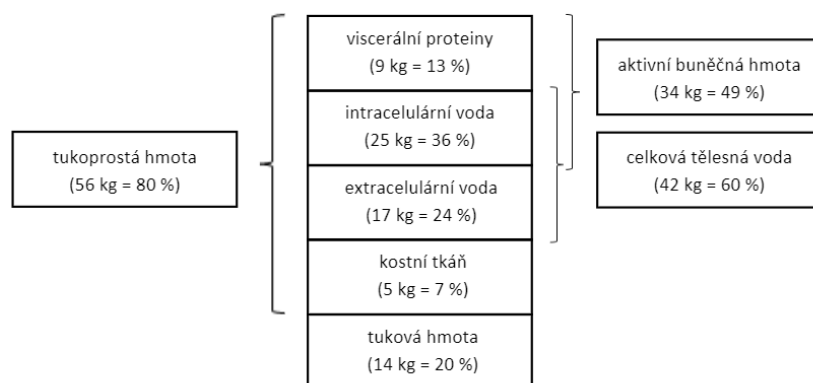 viscerální proteiny
(9 kg = 13 %)
intracelulární voda
(25 kg = 36 %)
extracelulární voda
(17 kg = 24 %)
kostní tkáň
(5 kg = 7 %)
tuková hmota
(14 kg = 20 %)
tukoprostá hmota
(56 kg = 80 %)
aktivní buněčná hmota
(34 kg = 49 %)
celková tělesná voda
(42 kg = 60 %)